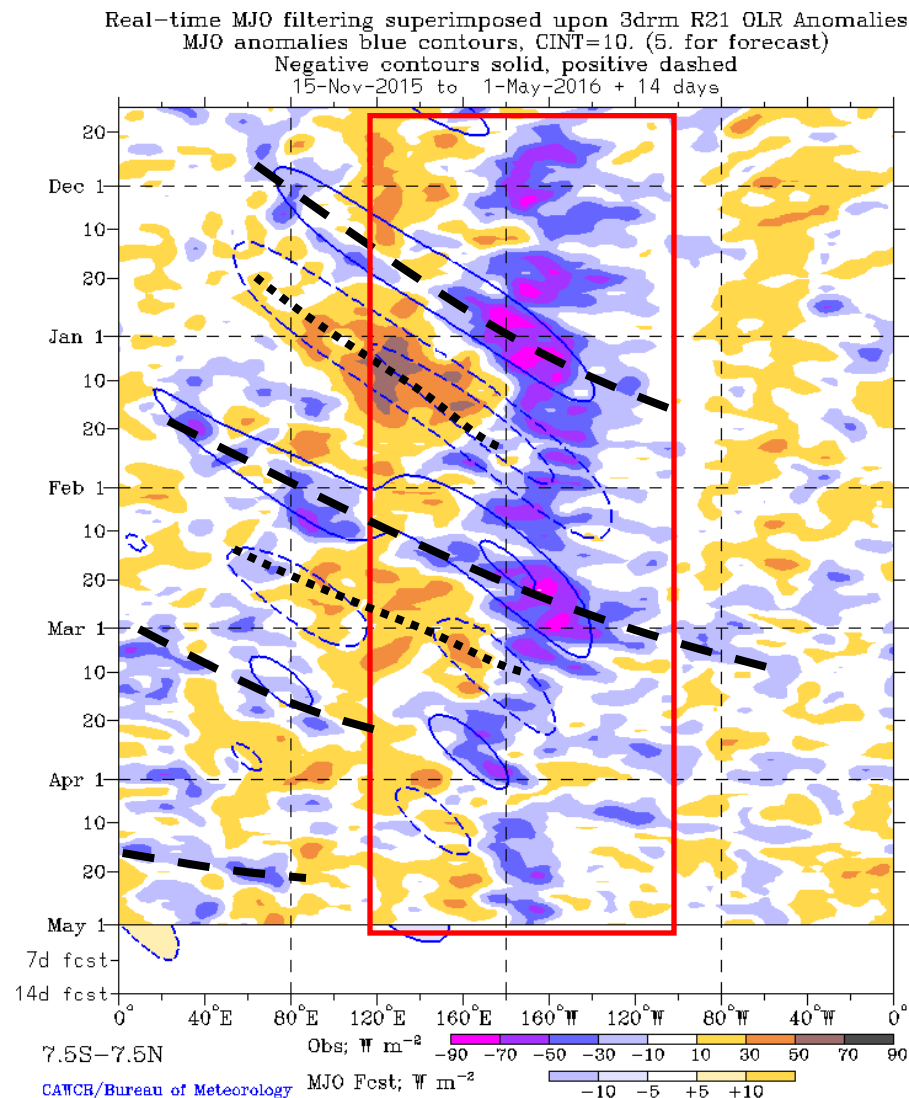 Real-time MJO filtering superimposed upon 3drm R21 OLR Anomalies
MJO anomalies blue contours, CINT=10. (5. for forecast)
Negative contours solid, positive dashed
15-Nov-2015 to 1-May-2016 + 14 days
20
Dec 1
10
20
Jan 1
10
20
Feb 1
10
20
Mar 1
10
20
Apr 1
10
20
May 1
7d fcst
14d fcst
0° 40°E 80°E 120°E 160°E 160°W 120°W 80°W 40°W 0°
7.5S-7.5N
Obs; W m⁻²
-90 -70 -50 -30 -10 10 30 50 70 90
CAWCR/Bureau of Meteorology
MJO Fcst; W m⁻²
-10 -5 +5 +10